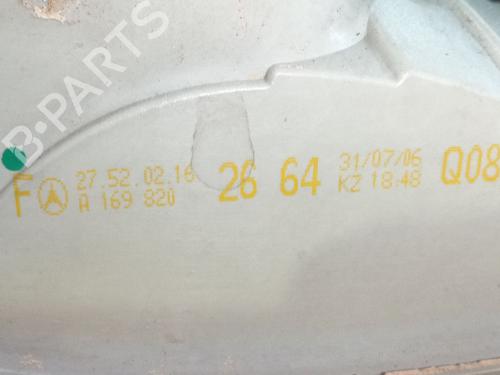 B-PARTS
F 27.52.02.16 26 64 31/07/06 Q08
A 169 820 KZ 18:48